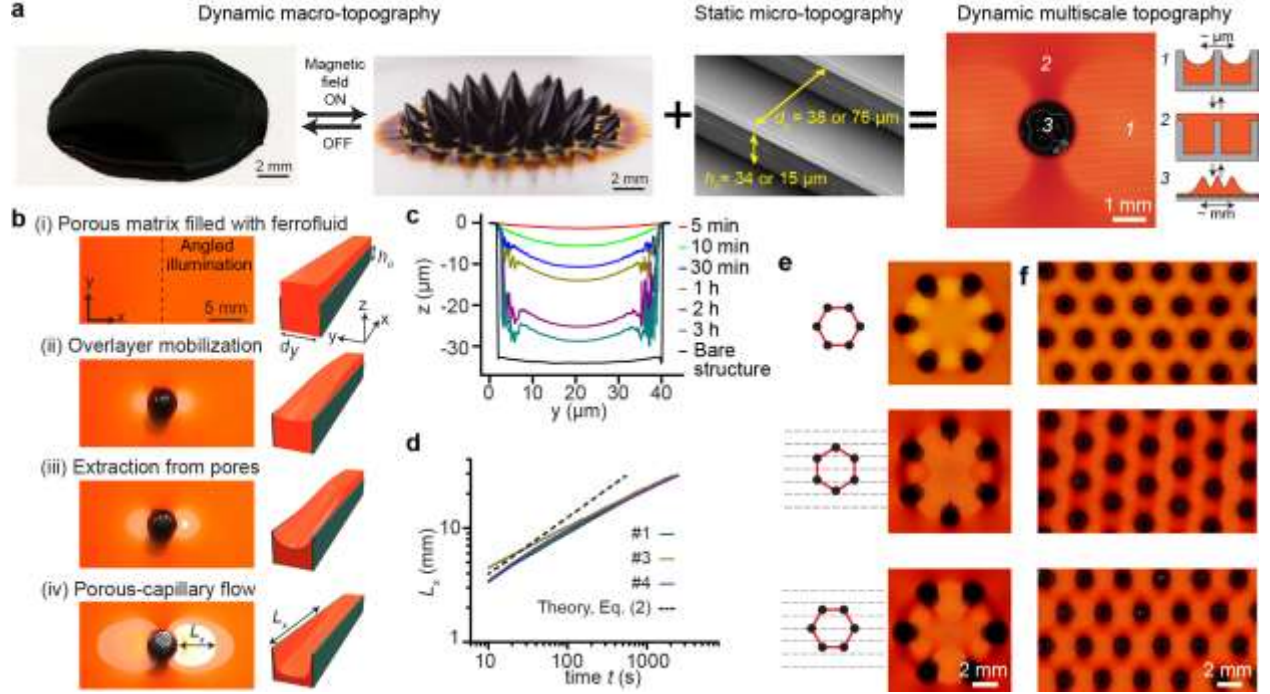 a
Dynamic macro-topography
Static micro-topography
Dynamic multiscale topography
Magnetic
field
ON
OFF
2 mm
2 mm
+
= 38 or 76 μm
= 34 or 15 μm
=
2
3
1
1 mm
~ μm
1
2
3
~ mm
b
(i) Porous matrix filled with ferrofluid
Angled
illumination
y
x
5 mm
z
x
y
(ii) Overlayer mobilization
(iii) Extraction from pores
(iv) Porous-capillary flow
Lₓ
Lₓ
c
0
-10
-20
-30
z (μm)
0 10 20 30 40
y (μm)
5 min
10 min
30 min
1 h
2 h
3 h
Bare
structure
d
10
1
Lₓ (mm)
#1
#3
#4
Theory, Eq. (2)
10 100 1000
time t (s)
e
2 mm
f
2 mm